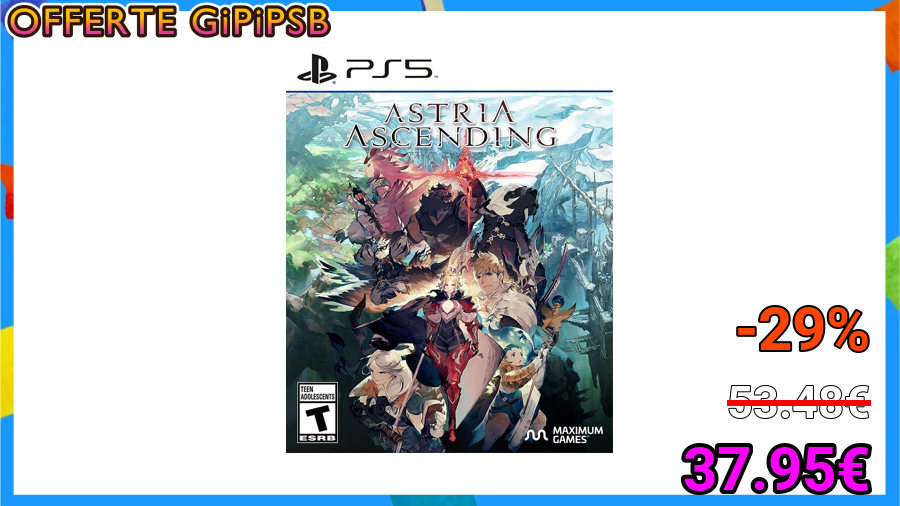 OFFERTE GiPiPSB
PS5
ASTRIA
ASCENDING
-29%
53.48€
37.95€
TEEN
ADOLESCENTS
T
ESRB
MAXIMUM
GAMES